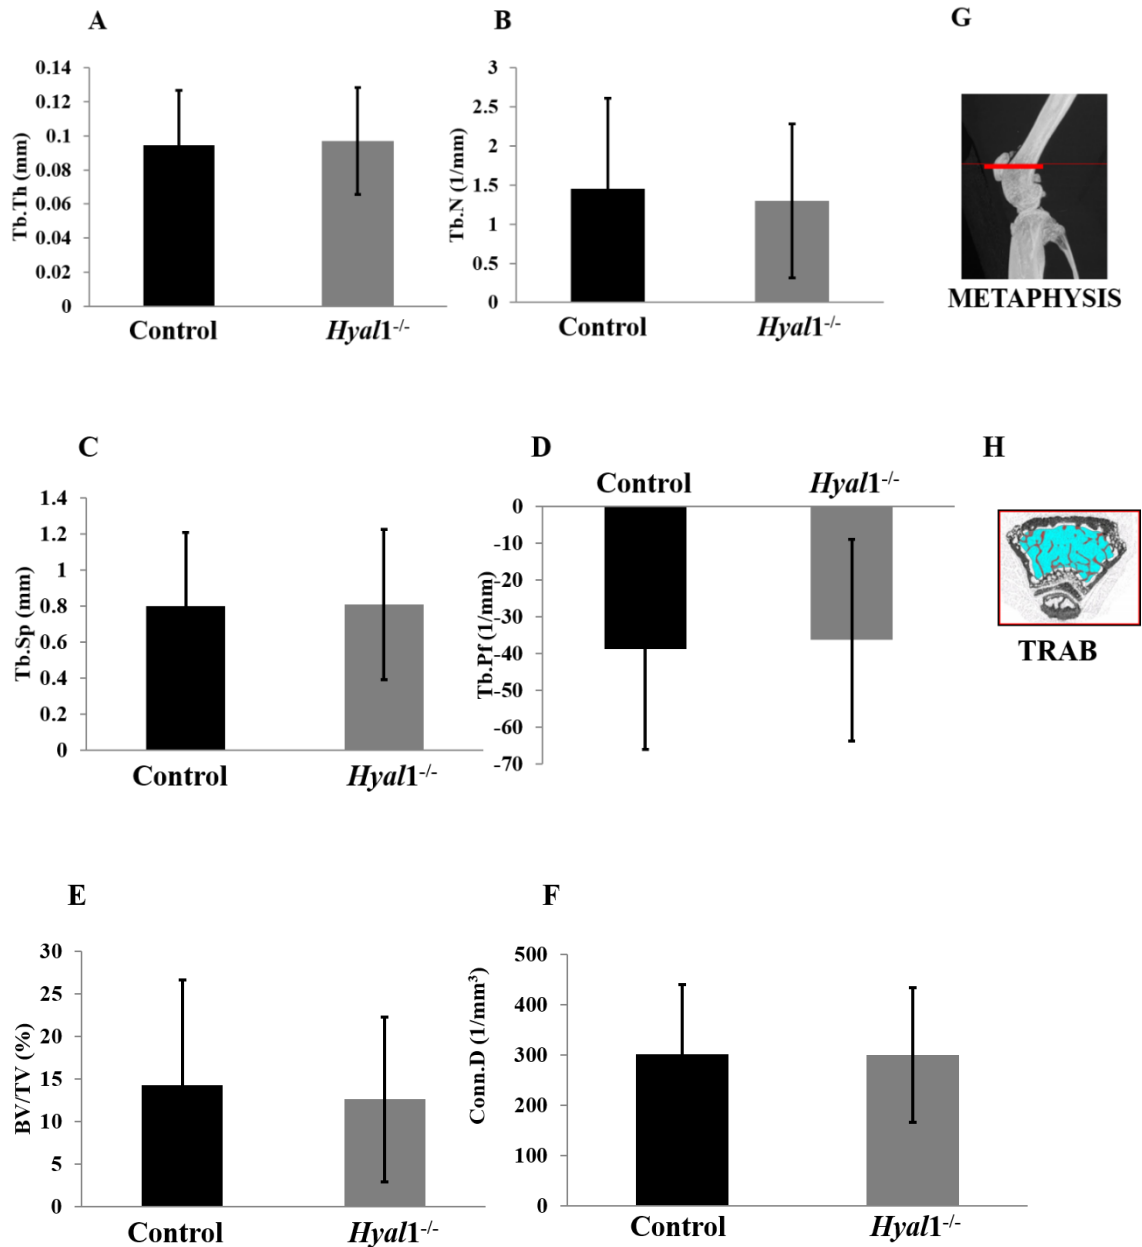 A
B
G
Tb.Th (mm)
0.14
0.12
0.1
0.08
0.06
0.04
0.02
0
Control
Hyal1-/-
Tb.N (1/mm)
3
2.5
2
1.5
1
0.5
0
Control
Hyal1-/-
METAPHYSIS
C
D
H
Tb.Sp (mm)
1.4
1.2
1
0.8
0.6
0.4
0.2
0
Control
Hyal1-/-
Control
Hyal1-/-
Tb.Pf (1/mm)
0
-10
-20
-30
-40
-50
-60
-70
TRAB
E
F
BV/TV (%)
30
25
20
15
10
5
0
Control
Hyal1-/-
Conn.D (1/mm³)
500
400
300
200
100
0
Control
Hyal1-/-